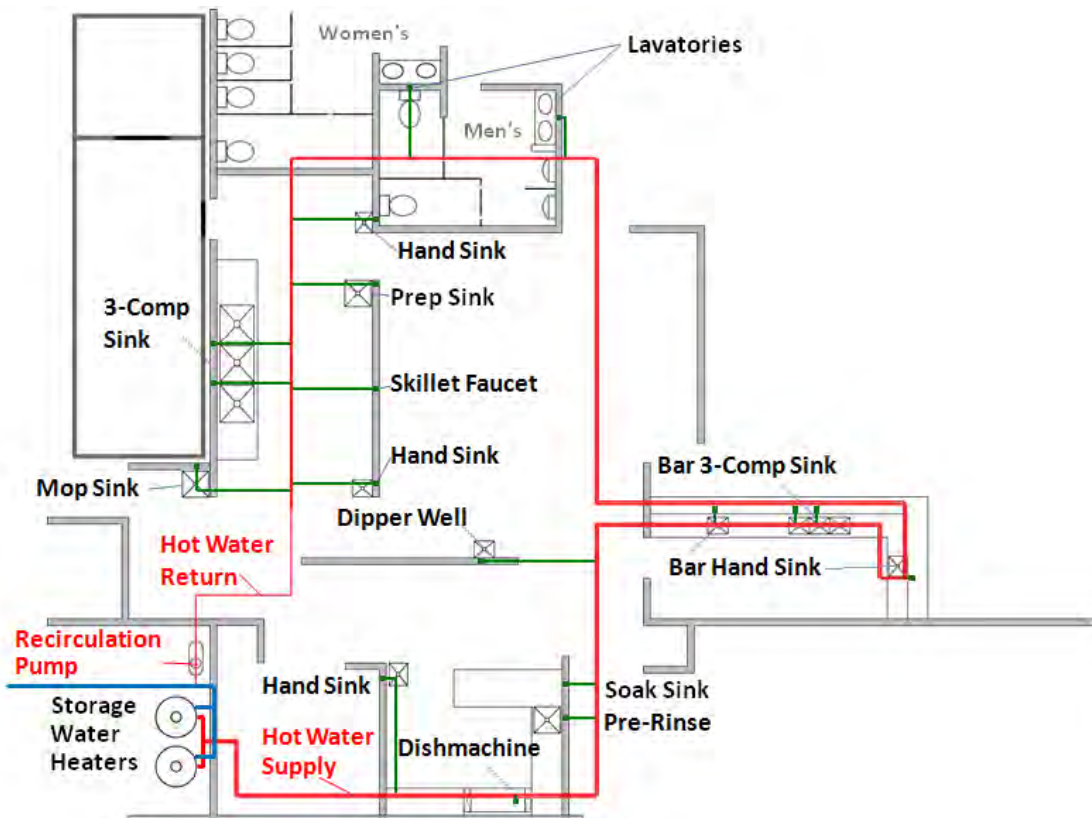 Women's
Lavatories
Men's
Hand Sink
Prep Sink
3-Comp
Sink
Skillet Faucet
Hand Sink
Mop Sink
Bar 3-Comp Sink
Dipper Well
Hot Water
Return
Bar Hand Sink
Recirculation
Pump
Hand Sink
Soak Sink
Storage
Water
Heaters
Pre-Rinse
Hot Water
Supply
Dishmachine